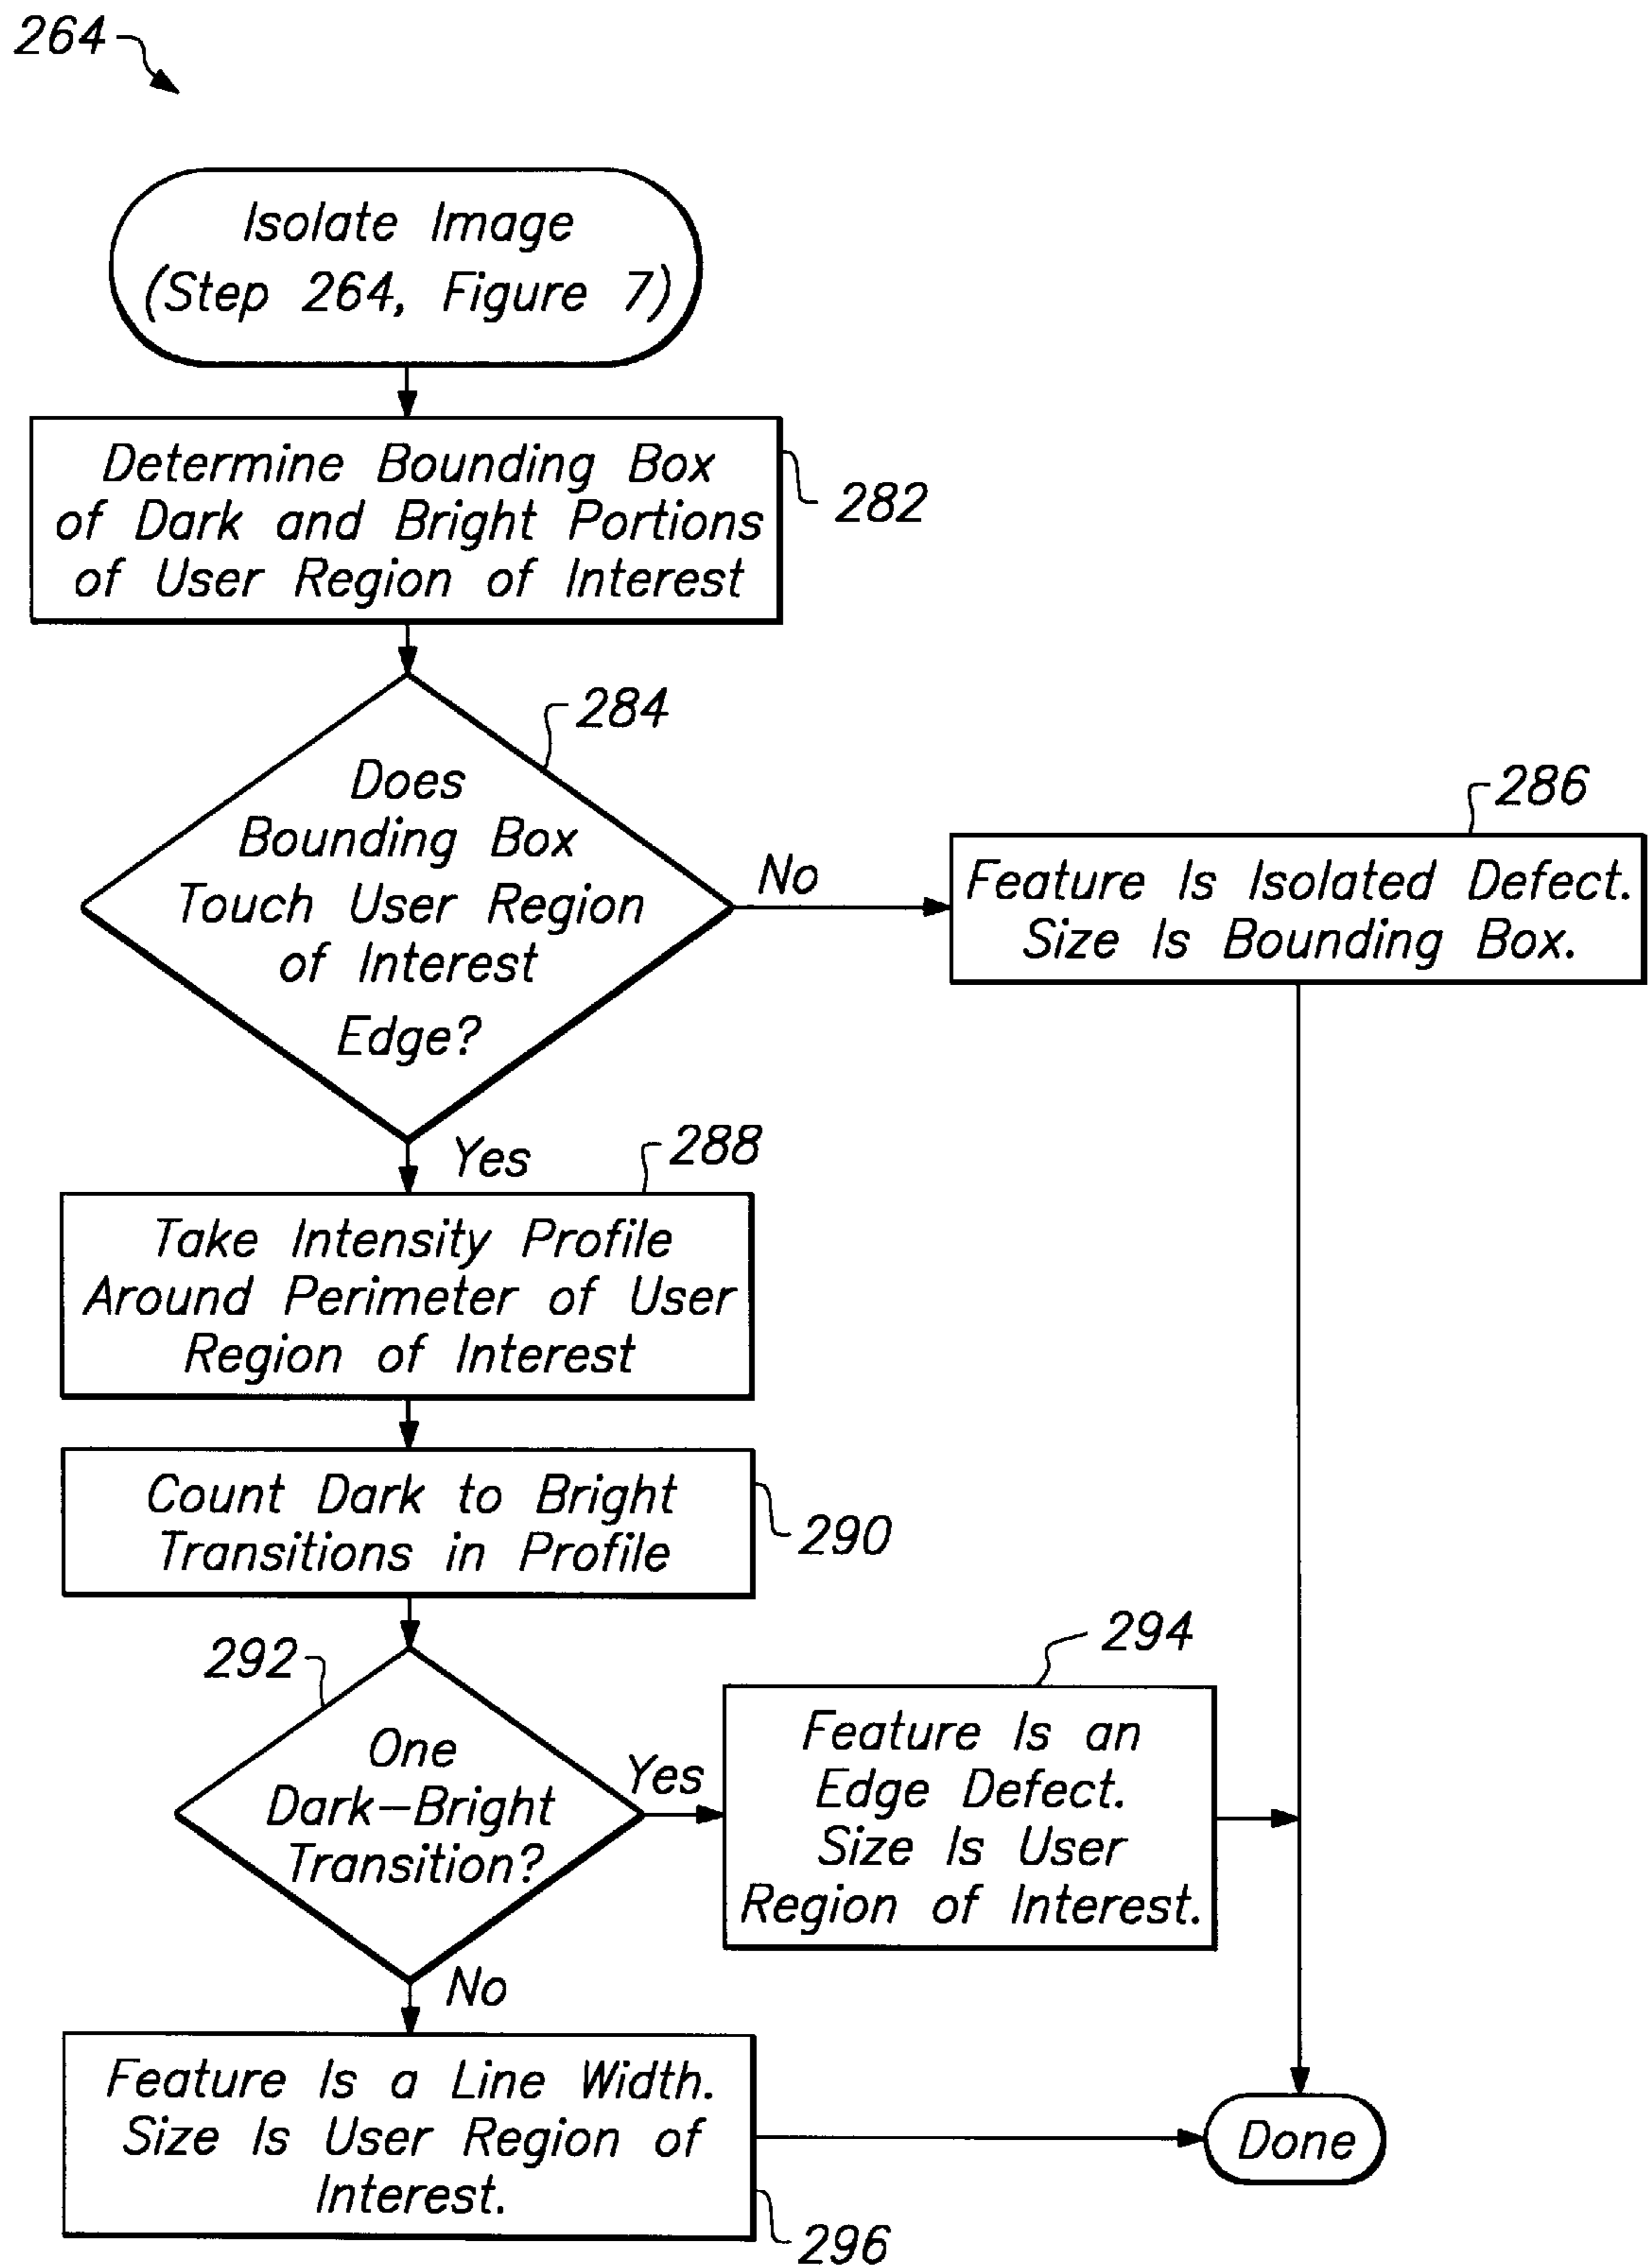 264
Isolate Image
(Step 264, Figure 7)
Determine Bounding Box
of Dark and Bright Portions
of User Region of Interest
282
284
Does
Bounding Box
Touch User Region
of Interest
Edge?
No
286
Feature Is Isolated Defect.
Size Is Bounding Box.
Yes
288
Take Intensity Profile
Around Perimeter of User
Region of Interest
Count Dark to Bright
Transitions in Profile
290
292
One
Dark-Bright
Transition?
Yes
294
Feature Is an
Edge Defect.
Size Is User
Region of Interest.
No
Feature Is a Line Width.
Size Is User Region of
Interest.
296
Done